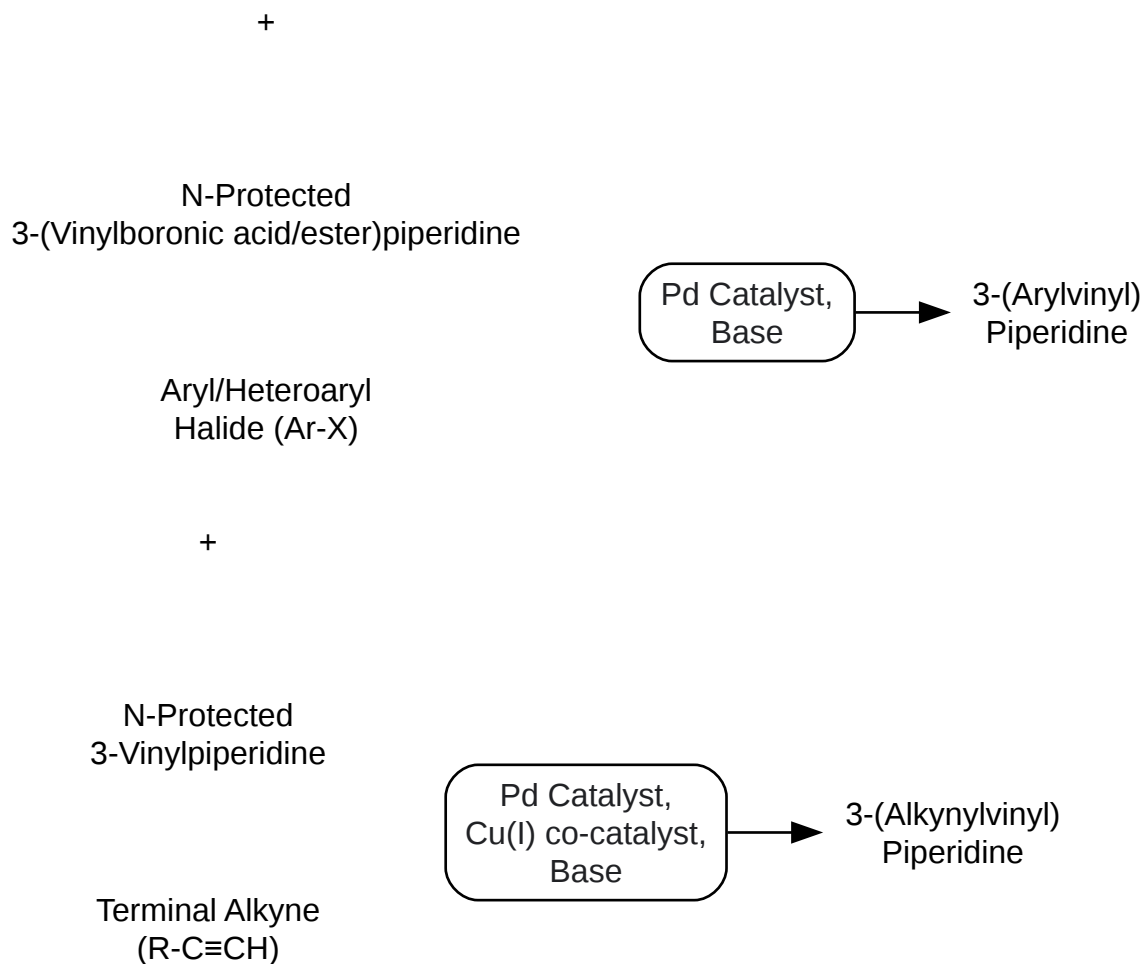 +
N-Protected
3-(Vinylboronic acid/ester)piperidine
Pd Catalyst,
Base
3-(Arylvinyl)
Piperidine
Aryl/Heteroaryl
Halide (Ar-X)
+
N-Protected
3-Vinylpiperidine
Pd Catalyst,
Cu(I) co-catalyst,
Base
3-(Alkynylvinyl)
Piperidine
Terminal Alkyne
(R-C≡CH)